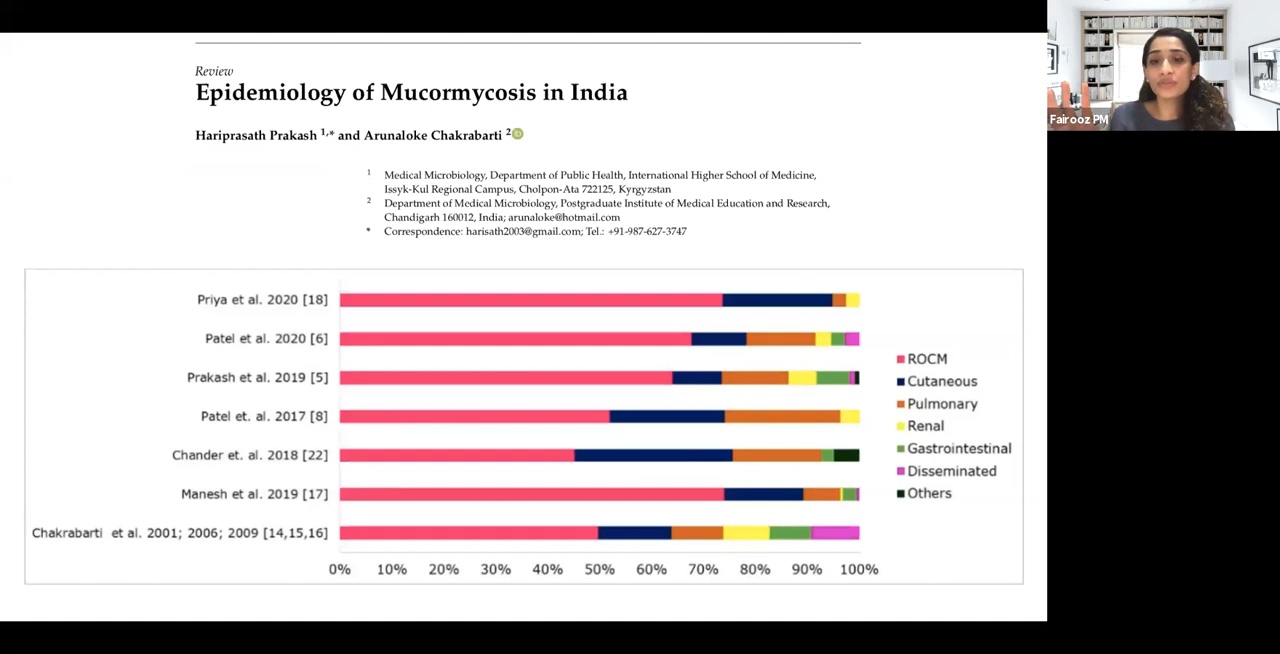 Review
Epidemiology of Mucormycosis in India
Hariprasath Prakash 1,* and Arunaloke Chakrabarti 2
1 Medical Microbiology, Department of Public Health, International Higher School of Medicine,
Issyk-Kul Regional Campus, Cholpon-Ata 722125, Kyrgyzstan
2 Department of Medical Microbiology, Postgraduate Institute of Medical Education and Research,
Chandigarh 160012, India; arunaloke@hotmail.com
* Correspondence: harisath2003@gmail.com; Tel.: +91-987-627-3747
Priya et al. 2020 [18]
Patel et al. 2020 [6]
Prakash et al. 2019 [5]
Patel et. al. 2017 [8]
Chander et. al. 2018 [22]
Manesh et al. 2019 [17]
Chakrabarti et al. 2001; 2006; 2009 [14,15,16]
0% 10% 20% 30% 40% 50% 60% 70% 80% 90% 100%
ROCM
Cutaneous
Pulmonary
Renal
Gastrointestinal
Disseminated
Others
Fairooz PM